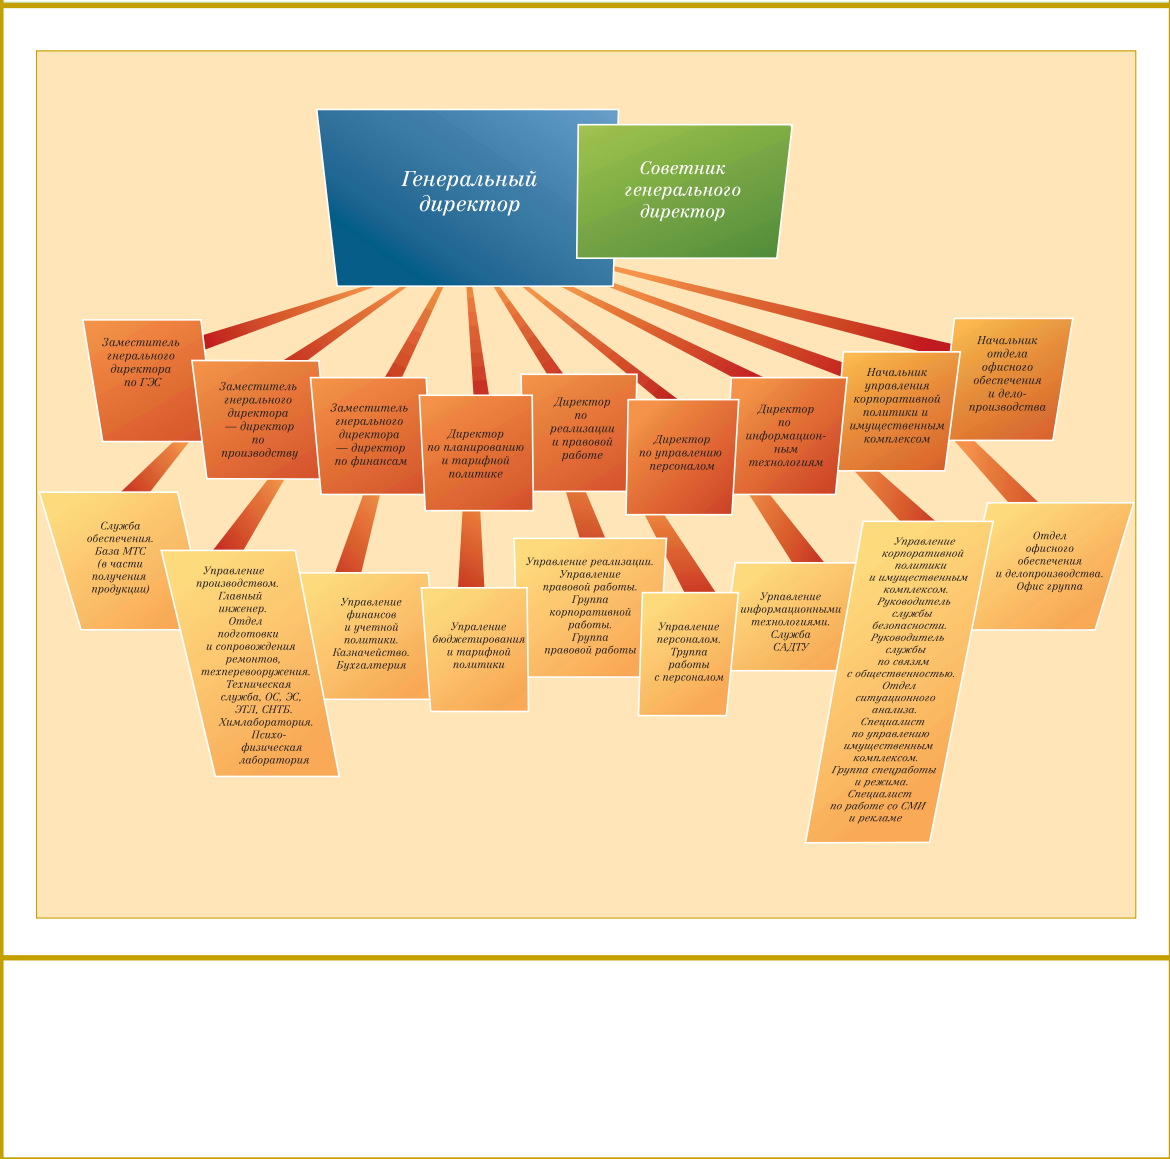 Генеральный
директор
Советник
генерального
директор
Заместитель
гнерального
директора
по ГЭС
Заместитель
гнерального
директора
— директор
по
производству
Заместитель
гнерального
директора
— директор
по финансам
Директор
по планированию
и тарифной
политике
Директор
по
реализации
и правовой
работе
Директор
по управлению
персоналом
Директор
по
информацион-
ным
технологиям
Начальник
управления
корпоративной
политики и
имущественным
комплексом
Начальник
отдела
офисного
обеспечения
и дело-
производства
Служба
обеспечения.
База МТС
(в части
получения
продукции)
Управление
производством.
Главный
инженер.
Отдел
подготовки
и сопровождения
ремонтов,
техперевооружения.
Техническая
служба, ОС, ЭС,
ЭТЛ, СНТБ.
Химлаборатория.
Психо-
физическая
лаборатория
Управление
финансов
и учетной
политики.
Казначейство.
Бухгалтерия
Упраление
бюджетирования
и тарифной
политики
Управление реализации.
Управление
правовой работы.
Группа
корпоративной
работы.
Группа
правовой работы
Управление
персоналом.
Труппа
работы
с персоналом
Урпавление
информационными
технологиями.
Служба
САДТУ
Управление
корпоративной
политики
и имущественным
комплексом.
Руководитель
службы
безопасности.
Руководитель
службы
по связям
с общественностью.
Отдел
ситуационного
анализа.
Специалист
по управлению
имущественным
комплексом.
Группа спецработы
и режима.
Специалист
по работе со СМИ
и рекламе
Отдел
офисного
обеспечения
и делопроизводства.
Офис группа